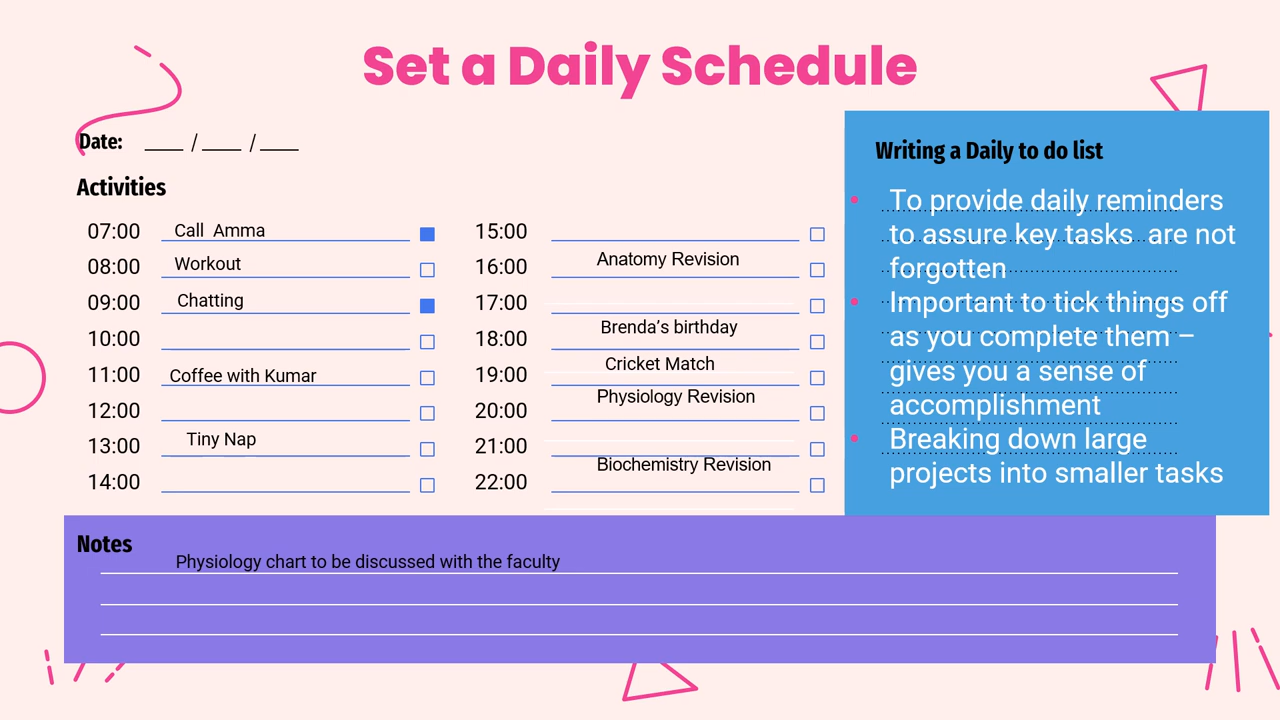 Set a Daily Schedule
Date: ____ / ____ / ____
Activities
07:00 Call  Amma
08:00 Workout
09:00 Chatting
10:00
11:00 Coffee with Kumar
12:00
13:00 Tiny Nap
14:00
15:00
16:00 Anatomy Revision
17:00
18:00 Brenda’s birthday
19:00 Cricket Match
20:00 Physiology Revision
21:00
22:00 Biochemistry Revision
Writing a Daily to do list
• To provide daily reminders
to assure key tasks  are not
forgotten
• Important to tick things off
as you complete them –
gives you a sense of
accomplishment
• Breaking down large
projects into smaller tasks
Notes
Physiology chart to be discussed with the faculty